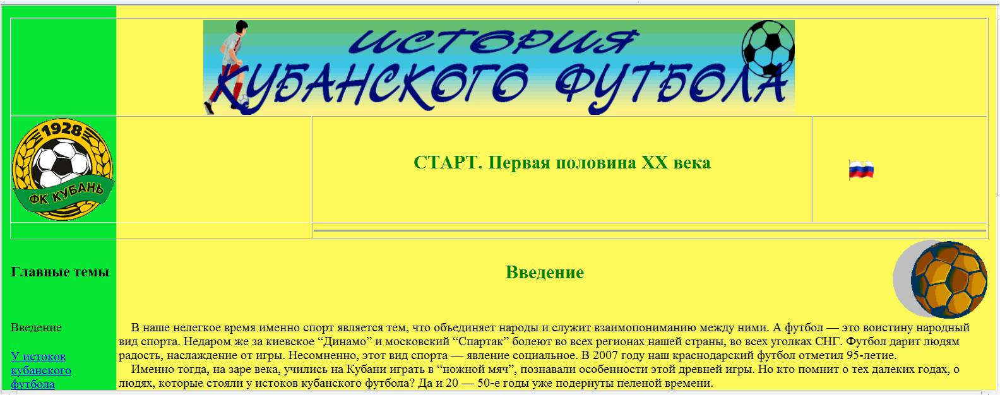 ИСТОРИЯ
КУБАНСКОГО ФУТБОЛА
1928
ФК КУБАНЬ
СТАРТ. Первая половина XX века
Главные темы
Введение
Введение
У истоков
кубанского
футбола
В наше нелегкое время именно спорт является тем, что объединяет народы и служит взаимопониманию между ними. А футбол — это воистину народный
вид спорта. Недаром же за киевское “Динамо” и московский “Спартак” болеют во всех регионах нашей страны, во всех уголках СНГ. Футбол дарит людям
радость, наслаждение от игры. Несомненно, этот вид спорта — явление социальное. В 2007 году наш краснодарский футбол отметил 95-летие.
Именно тогда, на заре века, учились на Кубани играть в “ножной мяч”, познавали особенности этой древней игры. Но кто помнит о тех далеких годах, о
людях, которые стояли у истоков кубанского футбола? Да и 20 — 50-е годы уже подернуты пеленой времени.